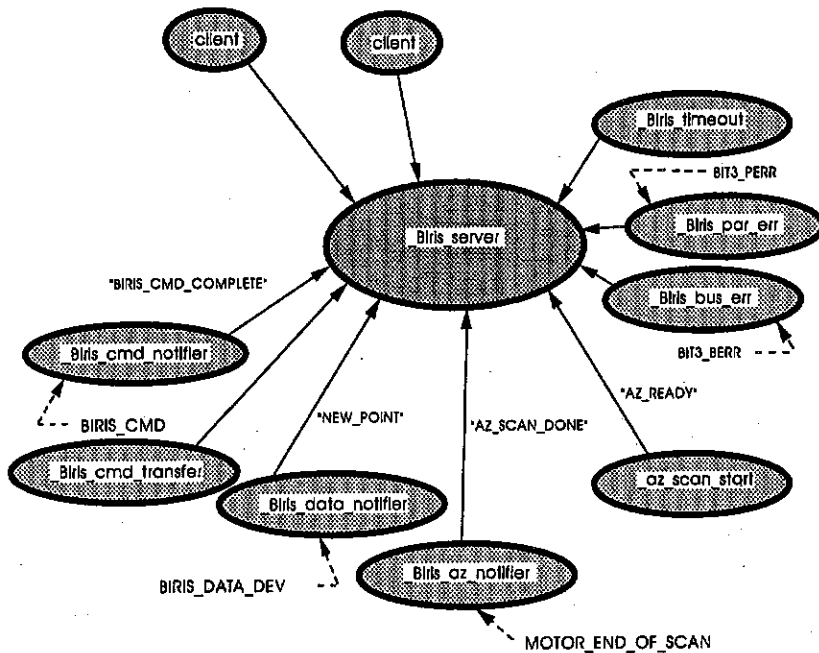 client
client
_Biris_timeout
BIT3_PERR
_Biris_par_err
_Biris_server
"BIRIS_CMD_COMPLETE"
_Biris_bus_err
_Biris_cmd_notifier
BIT3_BERR
"AZ_READY"
"NEW_POINT"
"AZ_SCAN_DONE"
BIRIS_CMD
_Biris_cmd_transfer
_az_scan_start
_Biris_data_notifier
BIRIS_DATA_DEV
_Biris_az_notifier
MOTOR_END_OF_SCAN